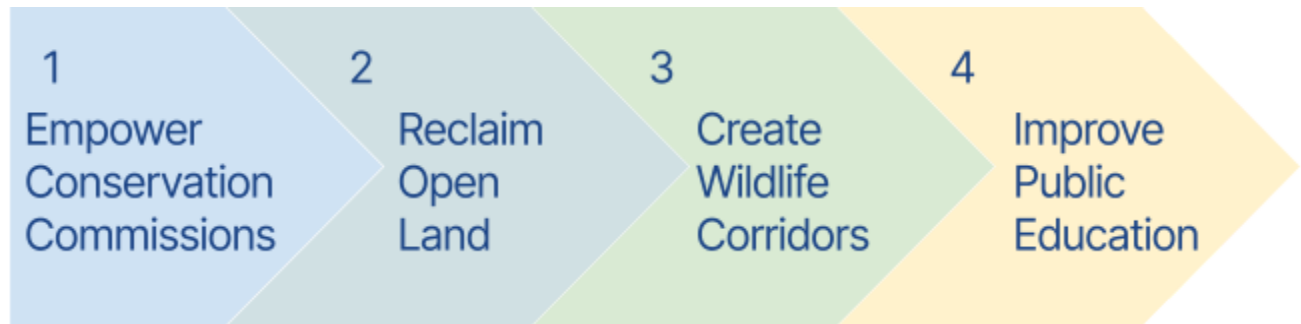 1
Empower
Conservation
Commissions
2
Reclaim
Open
Land
3
Create
Wildlife
Corridors
4
Improve
Public
Education